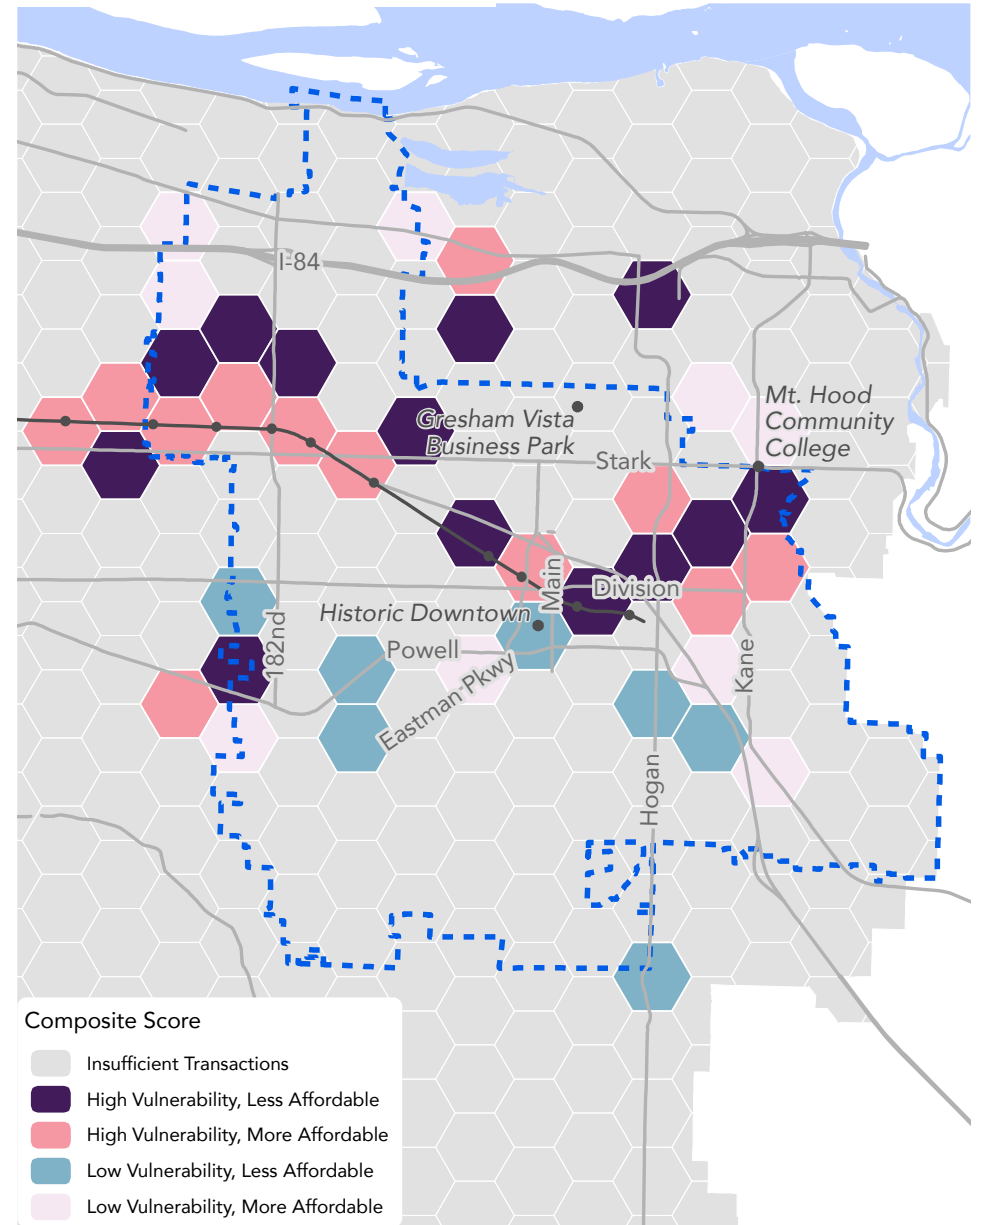 I-84
Mt. Hood
Community
College
Gresham Vista
Business Park
Stark
Main
Division
Historic Downtown
182nd
Powell
Kane
Eastman Pkwy
Hogan
Composite Score
Insufficient Transactions
High Vulnerability, Less Affordable
High Vulnerability, More Affordable
Low Vulnerability, Less Affordable
Low Vulnerability, More Affordable